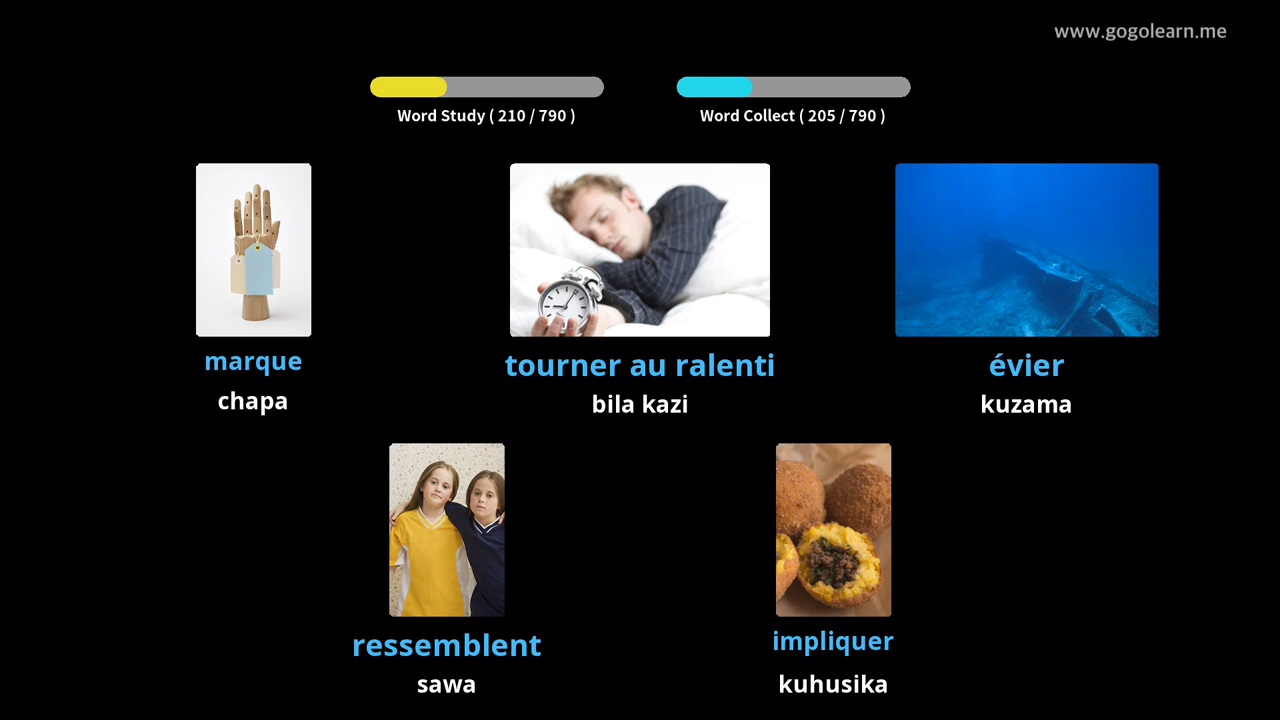 www.gogolearn.me
Word Study ( 210 / 790 )
Word Collect ( 205 / 790 )
marque
chapa
tourner au ralenti
bila kazi
évier
kuzama
ressemblent
sawa
impliquer
kuhusika